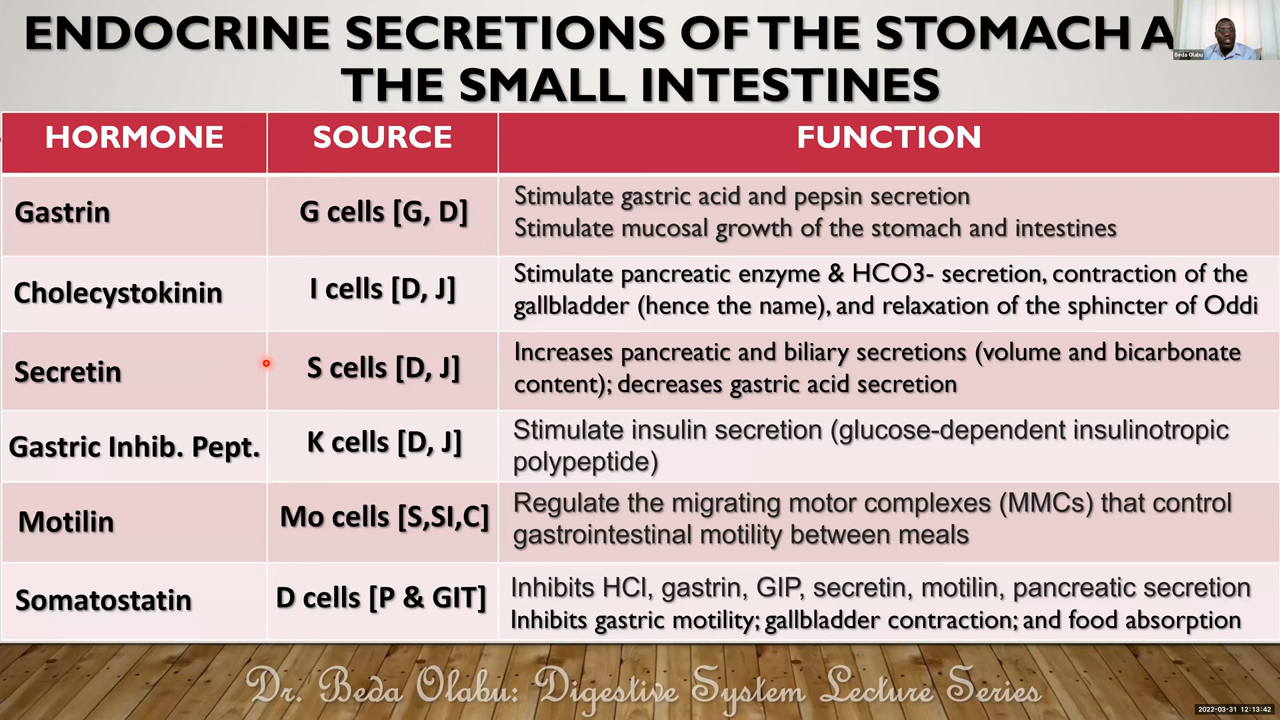 ENDOCRINE SECRETIONS OF THE STOMACH A
THE SMALL INTESTINES
Beda Olabu
HORMONE SOURCE FUNCTION
Gastrin G cells [G, D] Stimulate gastric acid and pepsin secretion
Stimulate mucosal growth of the stomach and intestines
Cholecystokinin I cells [D, J] Stimulate pancreatic enzyme & HCO3- secretion, contraction of the
gallbladder (hence the name), and relaxation of the sphincter of Oddi
Secretin S cells [D, J] Increases pancreatic and biliary secretions (volume and bicarbonate
content); decreases gastric acid secretion
Gastric Inhib. Pept. K cells [D, J] Stimulate insulin secretion (glucose-dependent insulinotropic
polypeptide)
Motilin Mo cells [S,SI,C] Regulate the migrating motor complexes (MMCs) that control
gastrointestinal motility between meals
Somatostatin D cells [P & GIT] Inhibits HCl, gastrin, GIP, secretin, motilin, pancreatic secretion
Inhibits gastric motility; gallbladder contraction; and food absorption
Dr. Beda Olabu: Digestive System Lecture Series
2022-03-31 12:13:42